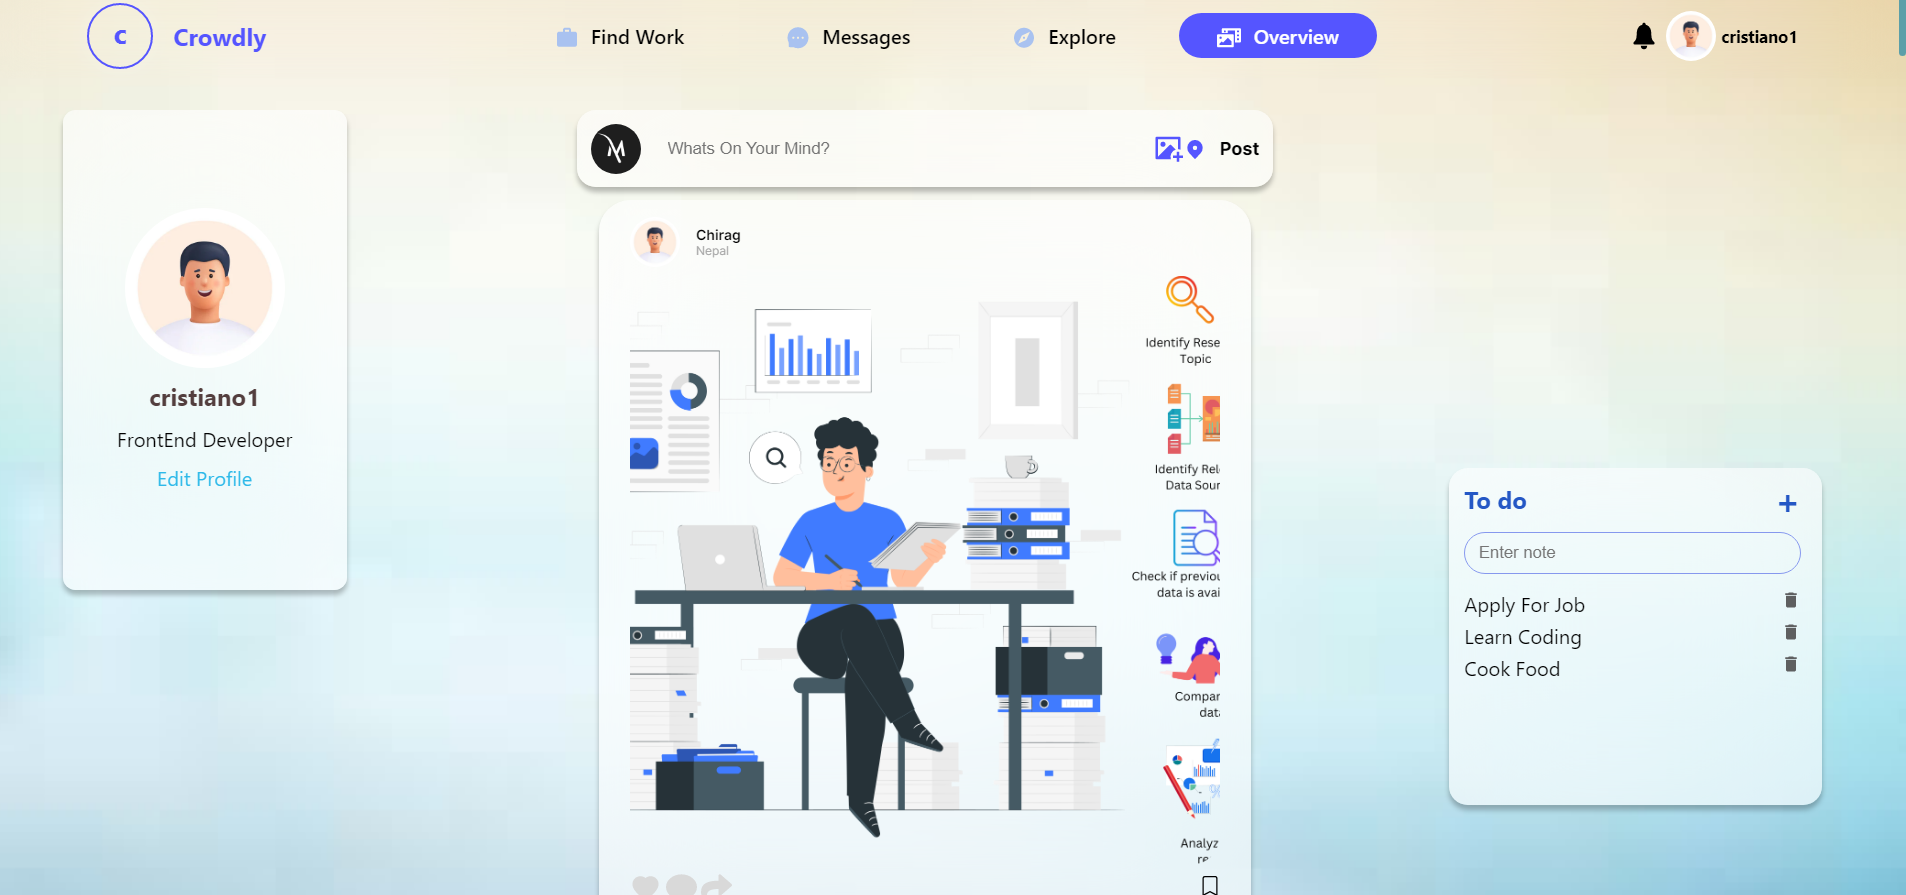 C
Crowdly
Find Work
Messages
Explore
Overview
cristiano1
Whats On Your Mind?
Post
cristiano1
FrontEnd Developer
Edit Profile
Chirag
Nepal
Identify Rese
Topic
Identify Rel
Data Sour
Check if previou
data is avai
Compar
data
Analyz
re
To do
+
Enter note
Apply For Job
Learn Coding
Cook Food